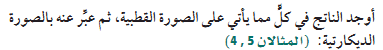 أوجد الناتج في كلٍّ مما يأتي على الصورة القطبية، ثم عبِّر عنه بالصورة
الديكارتية: (المثالان 5 , 4)